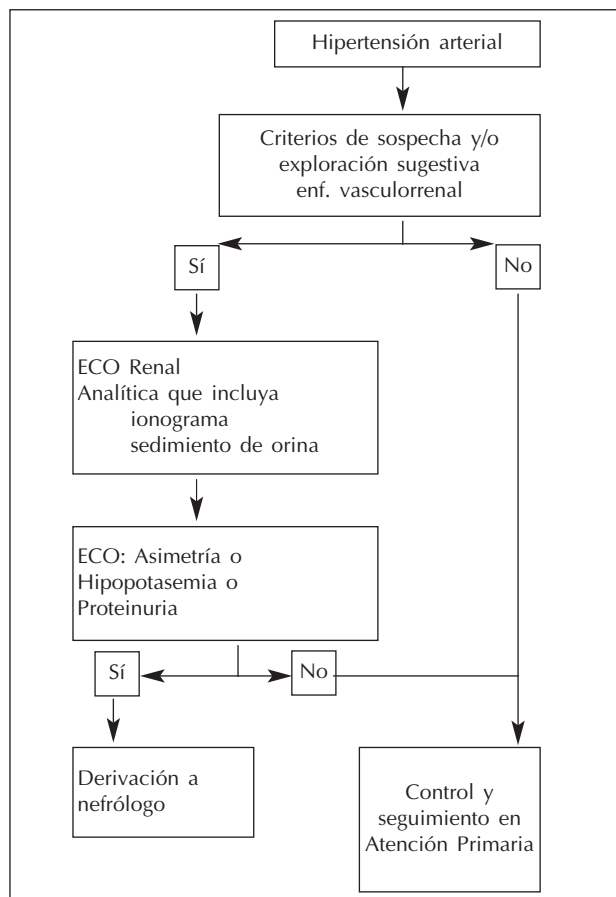 Hipertensión arterial
Criterios de sospecha y/o
exploración sugestiva
enf. vasculorrenal
Sí
No
ECO Renal
Analítica que incluya
ionograma
sedimiento de orina
ECO: Asimetría o
Hipopotasemia o
Proteinuria
Sí
No
Derivación a
nefrólogo
Control y
seguimiento en
Atención Primaria